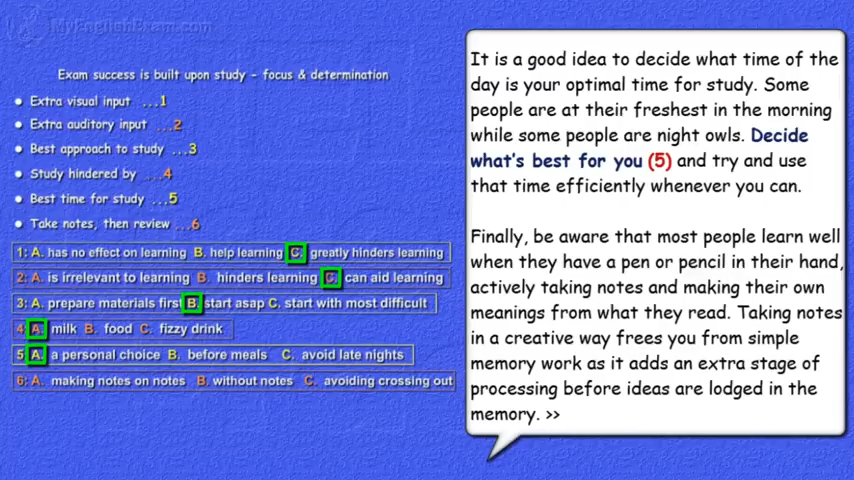 MyEnglishExam.com
Exam success is built upon study - focus & determination
● Extra visual input ...1
● Extra auditory input ...2
● Best approach to study ...3
● Study hindered by ...4
● Best time for study ...5
● Take notes, then review ...6
1: A. has no effect on learning B. help learning C. greatly hinders learning
2: A. is irrelevant to learning B. hinders learning C. can aid learning
3: A. prepare materials first B. start asap C. start with most difficult
4 A. milk B. food C. fizzy drink
5 A. a personal choice B. before meals C. avoid late nights
6: A. making notes on notes B. without notes C. avoiding crossing out
It is a good idea to decide what time of the
day is your optimal time for study. Some
people are at their freshest in the morning
while some people are night owls. Decide
what's best for you (5) and try and use
that time efficiently whenever you can.
Finally, be aware that most people learn well
when they have a pen or pencil in their hand,
actively taking notes and making their own
meanings from what they read. Taking notes
in a creative way frees you from simple
memory work as it adds an extra stage of
processing before ideas are lodged in the
memory. >>